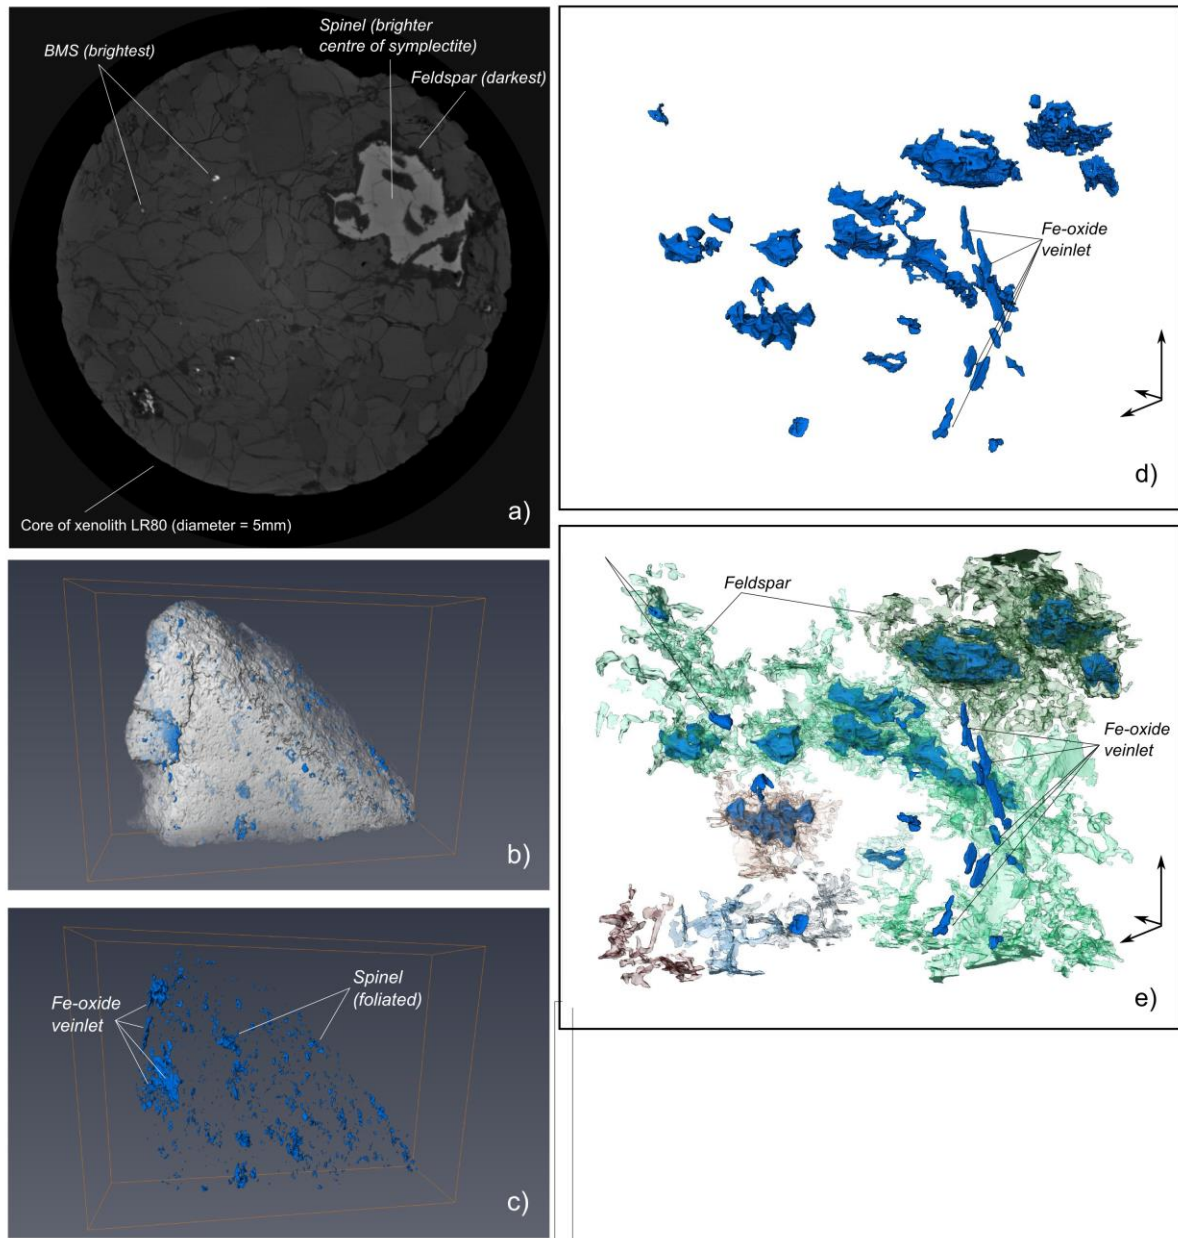 BMS (brightest)
Spinel (brighter
centre of symplectite)
Feldspar (darkest)
Core of xenolith LR80 (diameter = 5mm)
a)
b)
Fe-oxide
veinlet
Spinel
(foliated)
c)
Fe-oxide
veinlet
d)
Feldspar
Fe-oxide
veinlet
e)